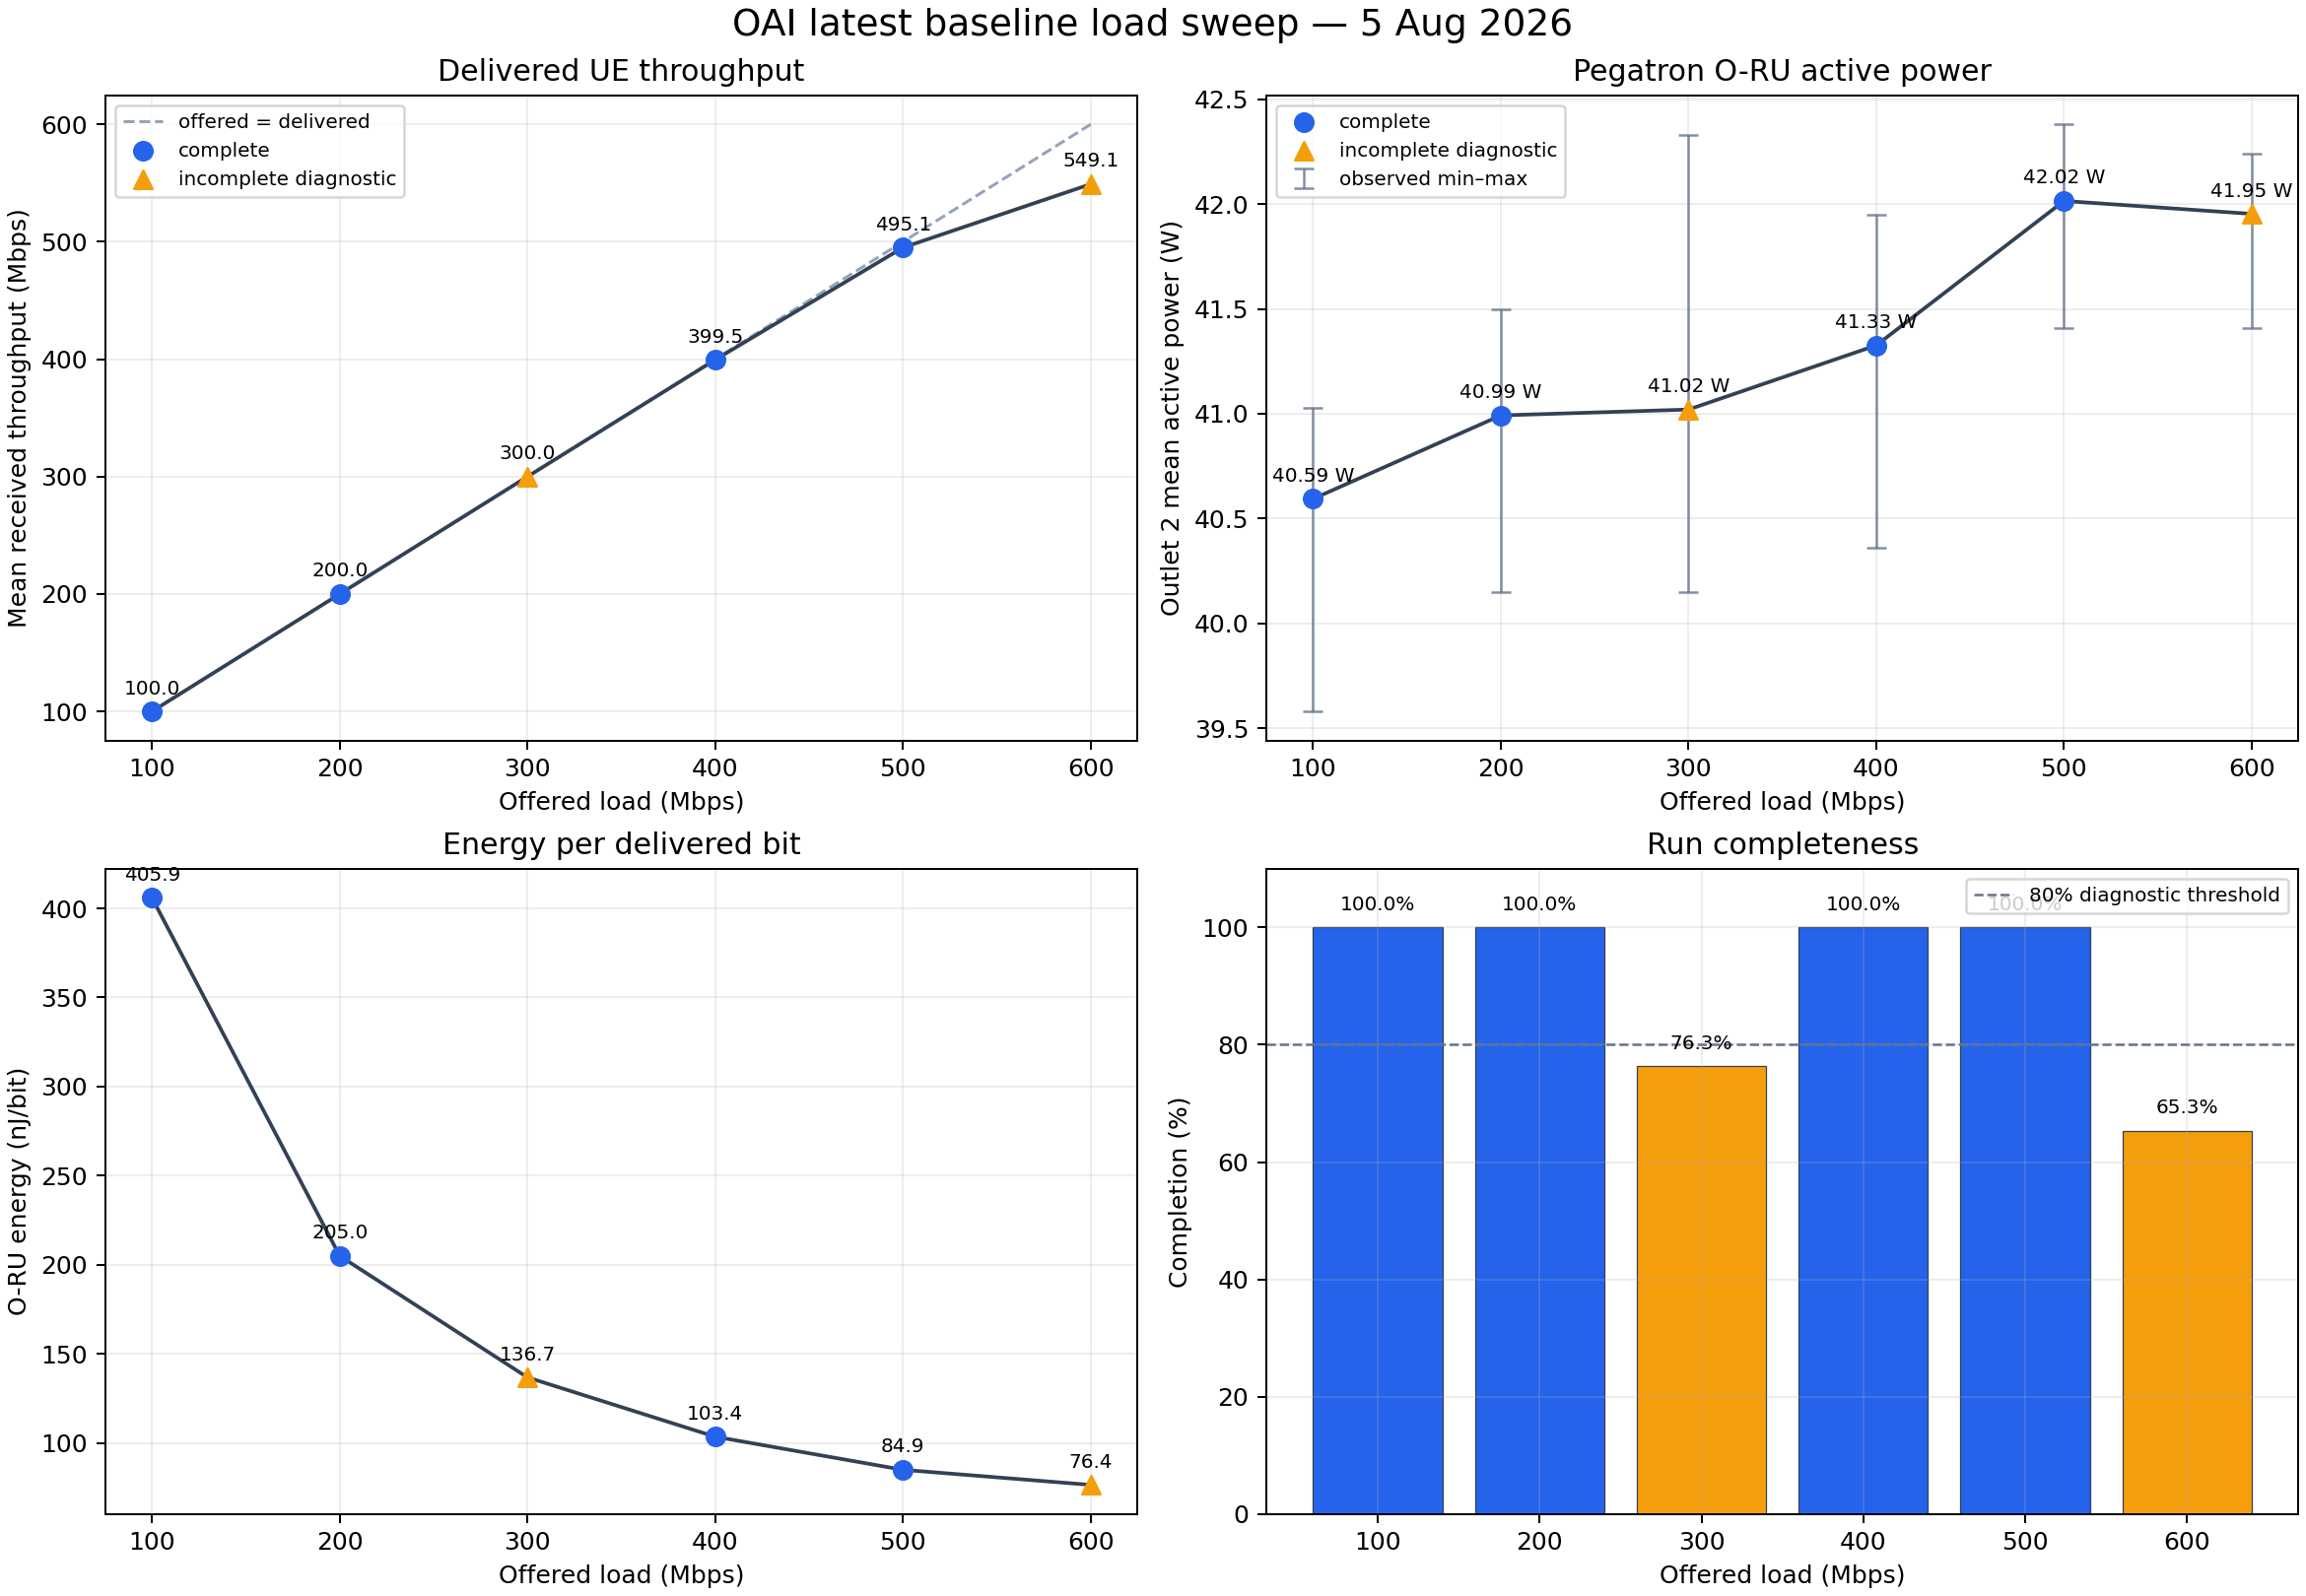 OAI latest baseline load sweep — 5 Aug 2026
Delivered UE throughput
offered = delivered
complete
incomplete diagnostic
600
500
400
300
200
100
Mean received throughput (Mbps)
100.0
200.0
300.0
399.5
495.1
549.1
100 200 300 400 500 600
Offered load (Mbps)
Pegatron O-RU active power
complete
incomplete diagnostic
observed min–max
42.5
42.0
41.5
41.0
40.5
40.0
39.5
Outlet 2 mean active power (W)
40.59 W
40.99 W
41.02 W
41.33 W
42.02 W
41.95 W
100 200 300 400 500 600
Offered load (Mbps)
Energy per delivered bit
400
350
300
250
200
150
100
O-RU energy (nJ/bit)
405.9
205.0
136.7
103.4
84.9
76.4
100 200 300 400 500 600
Offered load (Mbps)
Run completeness
80% diagnostic threshold
100
80
60
40
20
0
Completion (%)
100.0%
100.0%
76.3%
100.0%
100.0%
65.3%
100 200 300 400 500 600
Offered load (Mbps)